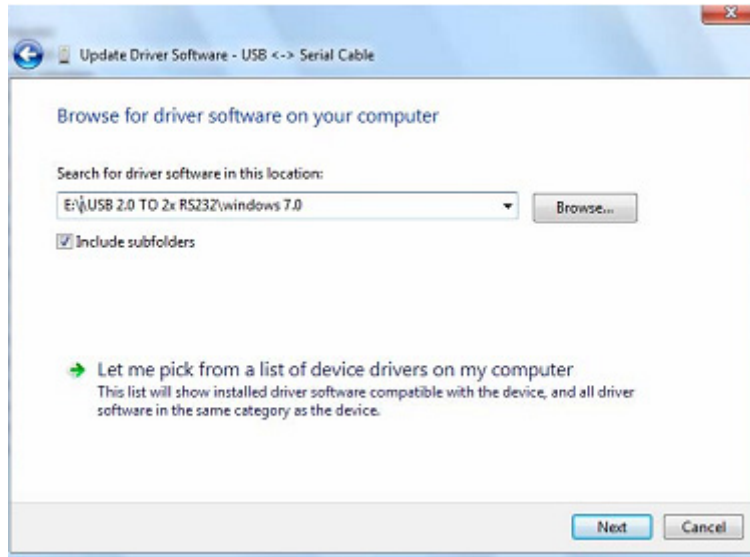 Update Driver Software - USB <-> Serial Cable
Browse for driver software on your computer
Search for driver software in this location:
E:\USB 2.0 TO 2x RS232\windows 7.0
Browse...
Include subfolders
Let me pick from a list of device drivers on my computer
This list will show installed driver software compatible with the device, and all driver
software in the same category as the device.
Next
Cancel